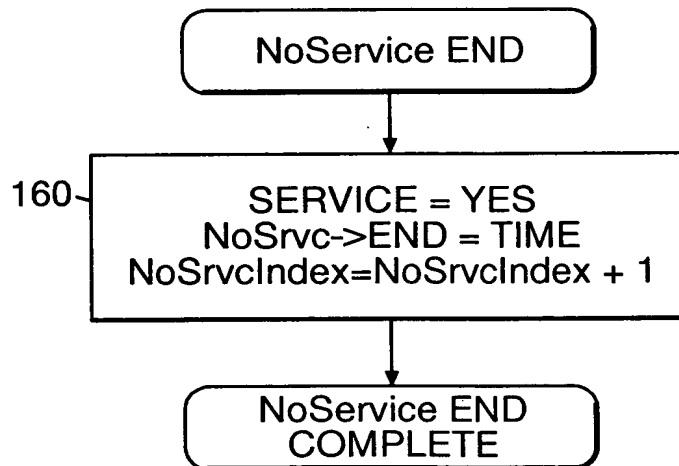 NoService END
160
SERVICE = YES
NoSrvc->END = TIME
NoSrvcIndex=NoSrvcIndex + 1
NoService END
COMPLETE